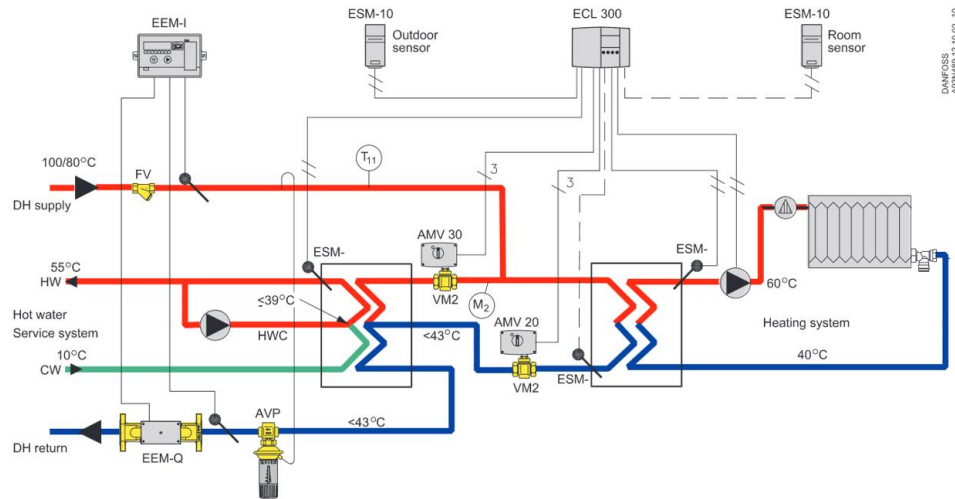 EEM-I
ESM-10
Outdoor
sensor
ECL 300
ESM-10
Room
sensor
DANFOSS
100/80°C
FV
DH supply
T11
3
3
AMV 30
ESM-
ESM-
55°C
HW
VM2
M2
60°C
≤39°C
Hot water
Service system
HWC
<43°C
AMV 20
Heating system
10°C
CW
ESM-
VM2
40°C
AVP
<43°C
DH return
EEM-Q